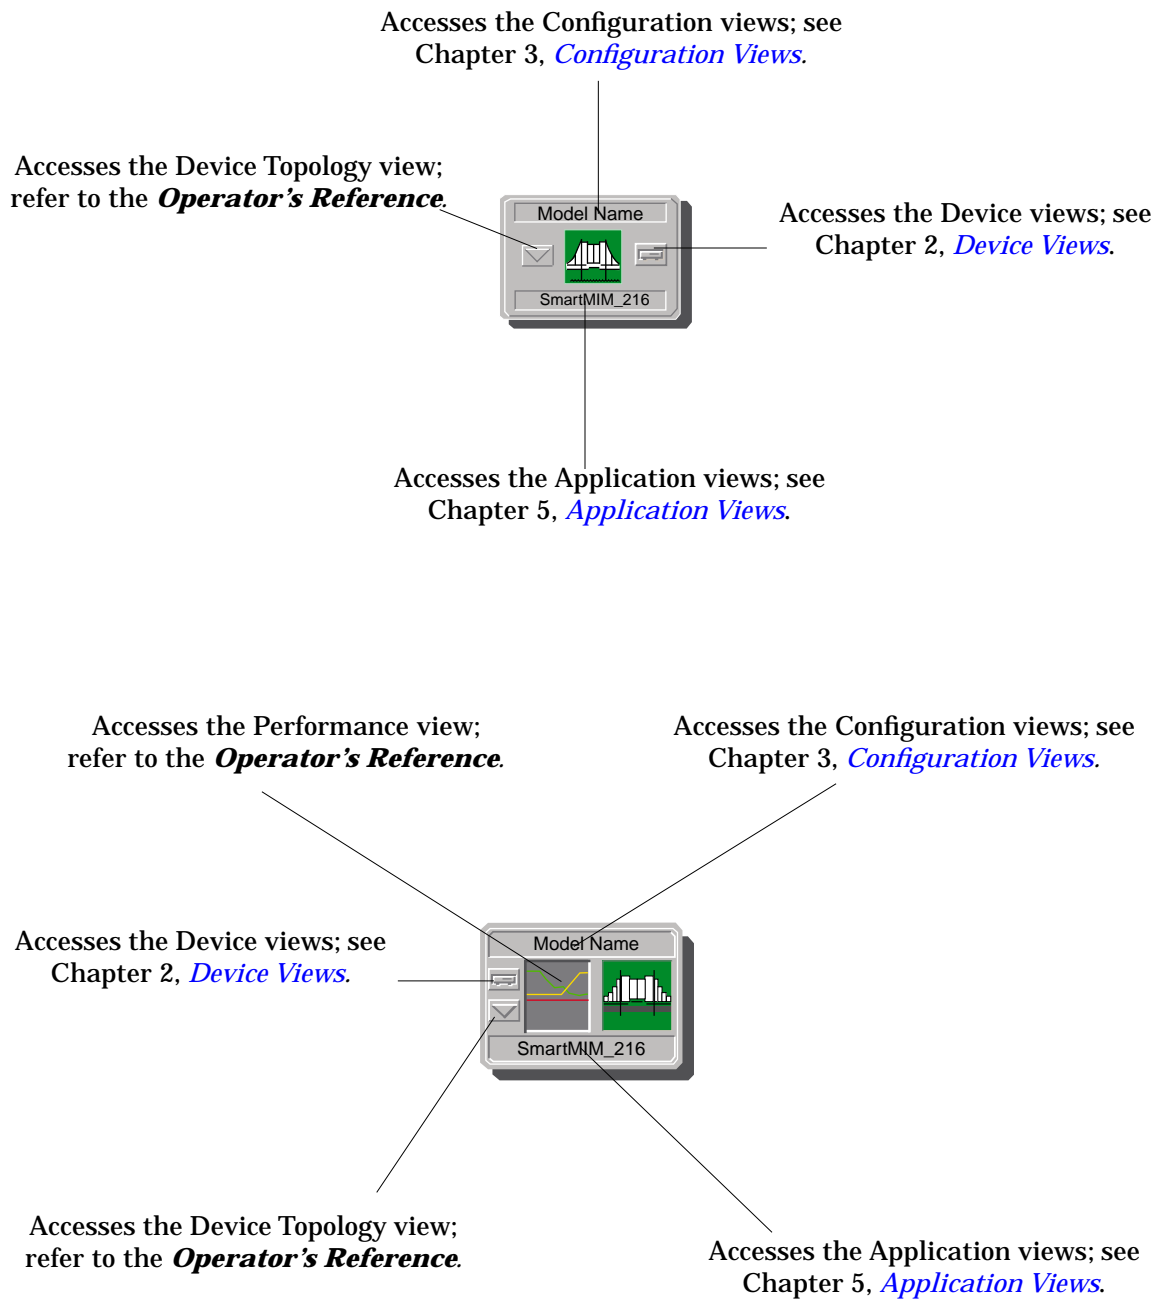 Accesses the Configuration views; see
Chapter 3, Configuration Views.
Accesses the Device Topology view;
refer to the Operator's Reference.
Model Name
SmartMIM_216
Accesses the Device views; see
Chapter 2, Device Views.
Accesses the Application views; see
Chapter 5, Application Views.
Accesses the Performance view;
refer to the Operator's Reference.
Accesses the Configuration views; see
Chapter 3, Configuration Views.
Accesses the Device views; see
Chapter 2, Device Views.
Model Name
SmartMIM_216
Accesses the Device Topology view;
refer to the Operator's Reference.
Accesses the Application views; see
Chapter 5, Application Views.